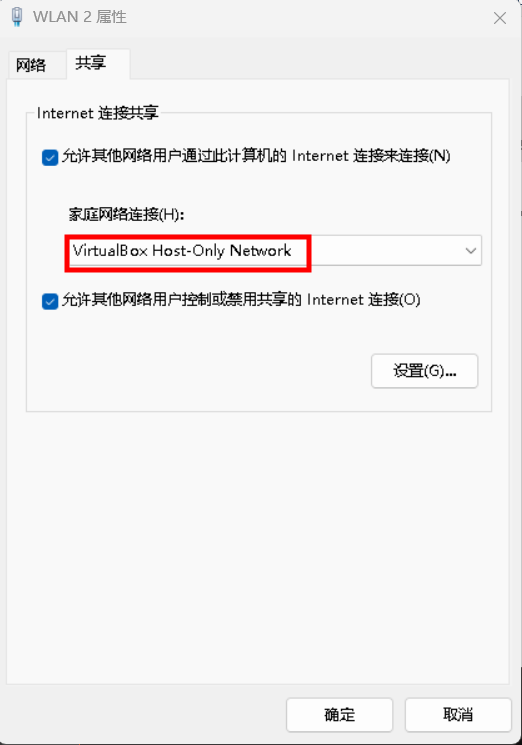 WLAN 2 属性
网络
共享
Internet 连接共享
允许其他网络用户通过此计算机的 Internet 连接来连接(N)
家庭网络连接(H):
VirtualBox Host-Only Network
允许其他网络用户控制或禁用共享的 Internet 连接(O)
设置(G)...
确定
取消